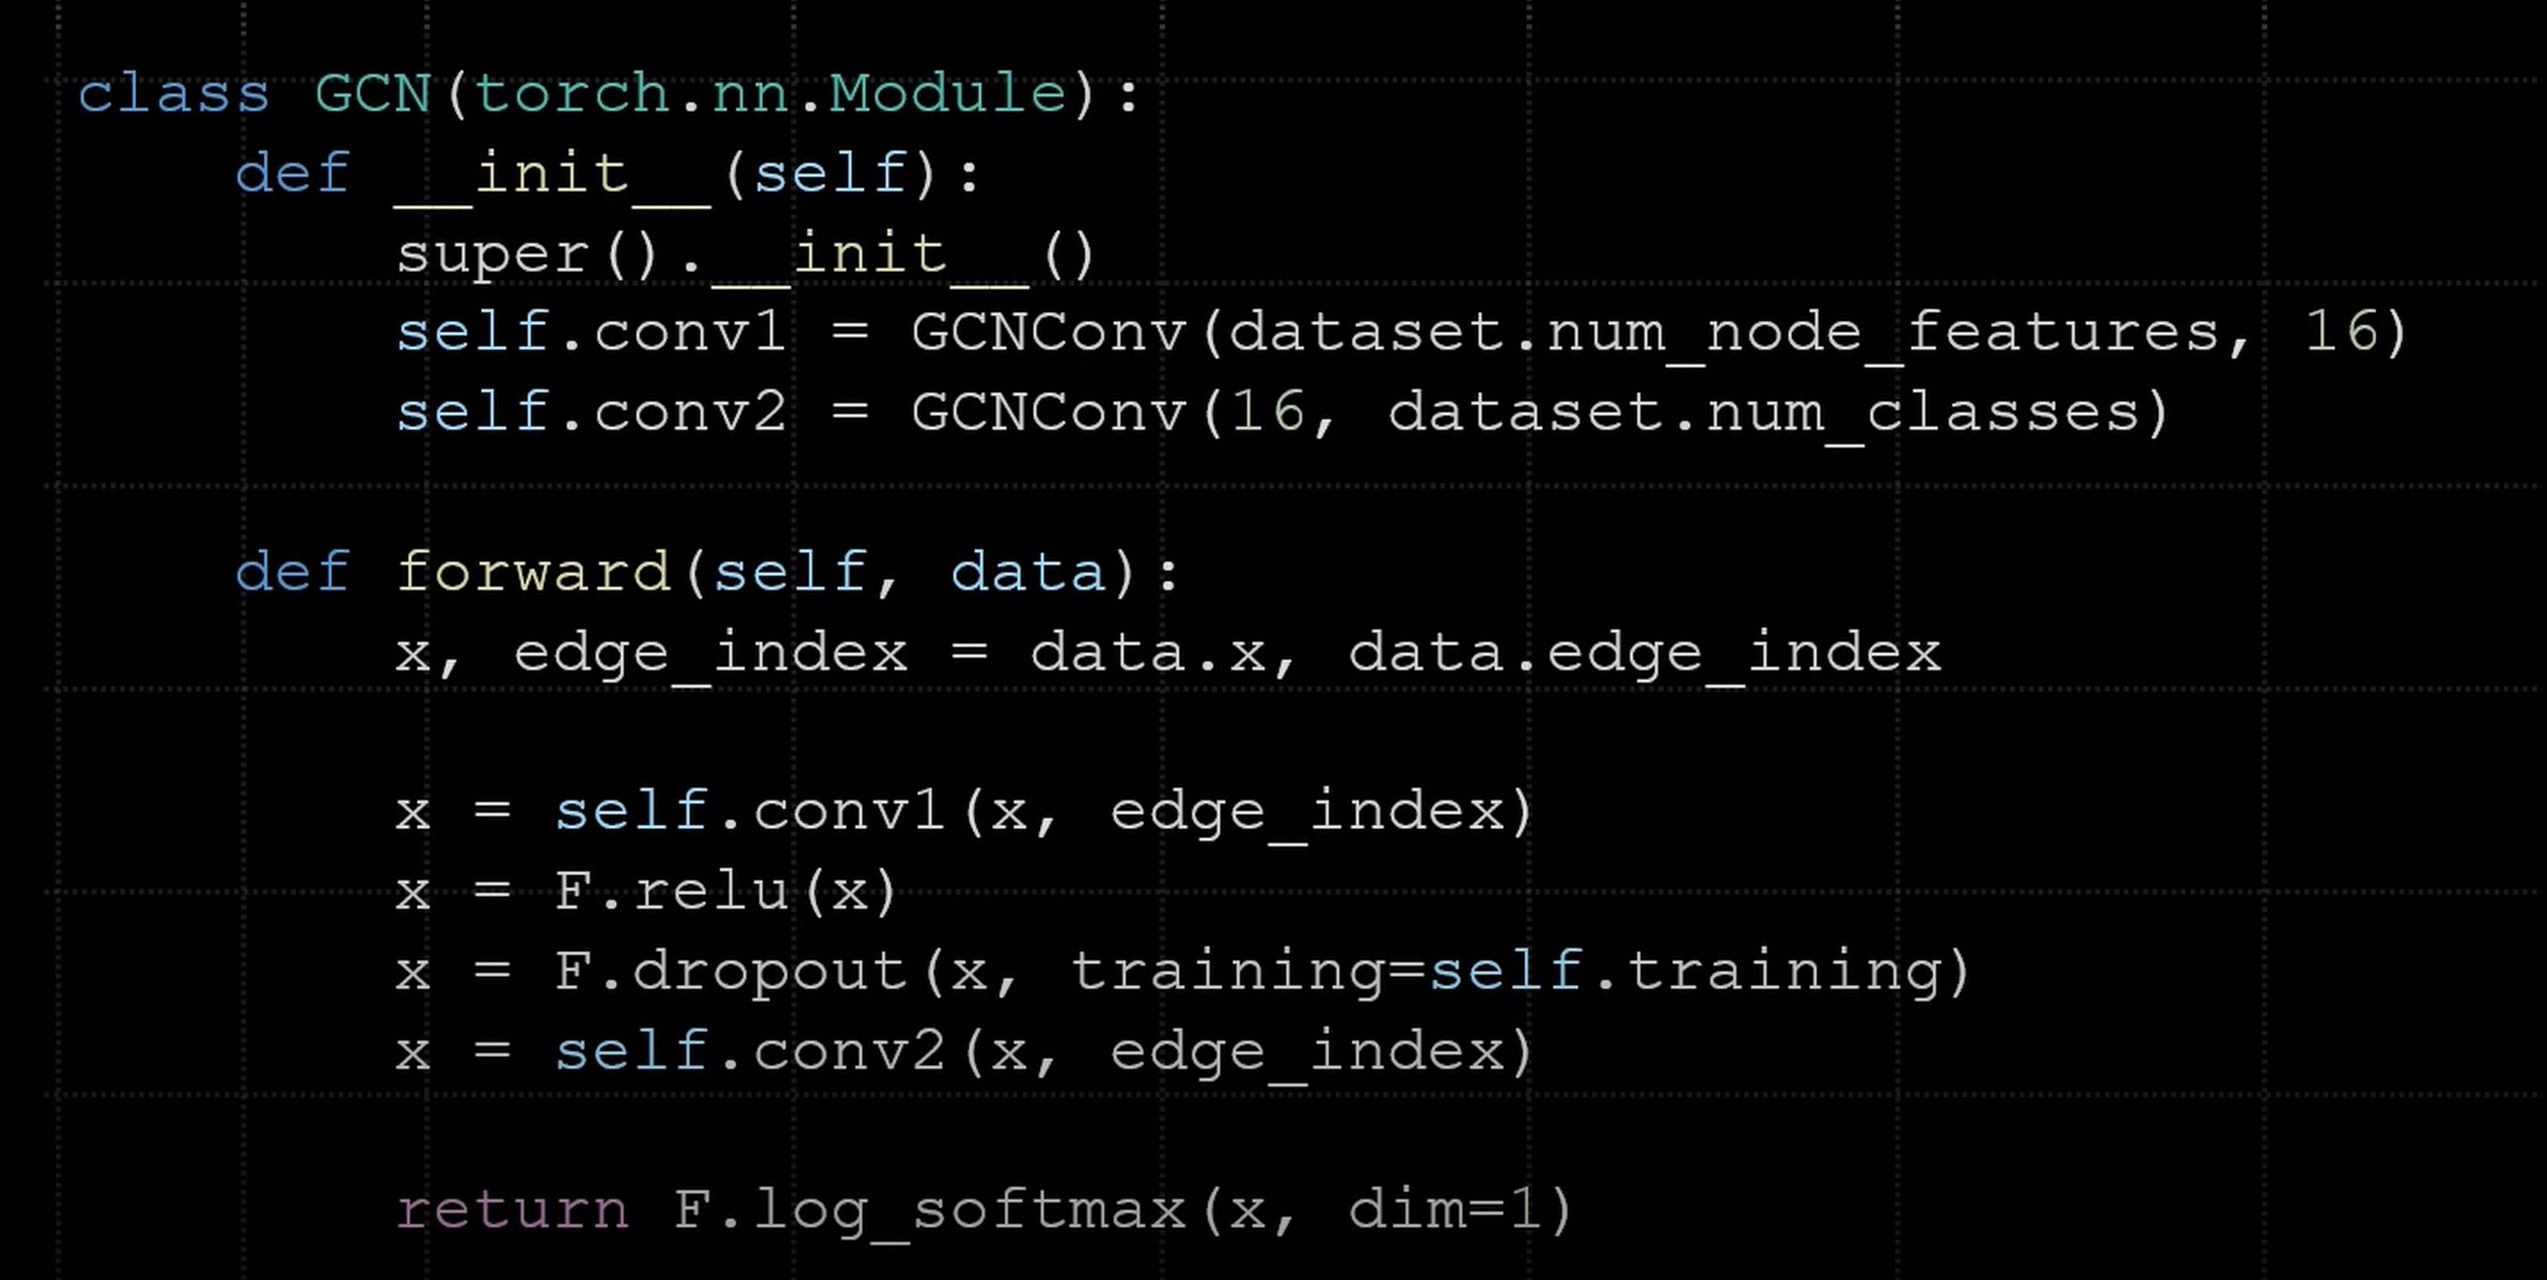 class GCN(torch.nn.Module):
    def __init__(self):
        super().__init__()
        self.conv1 = GCNConv(dataset.num_node_features, 16)
        self.conv2 = GCNConv(16, dataset.num_classes)
    def forward(self, data):
        x, edge_index = data.x, data.edge_index
        x = self.conv1(x, edge_index)
        x = F.relu(x)
        x = F.dropout(x, training=self.training)
        x = self.conv2(x, edge_index)
        return F.log_softmax(x, dim=1)